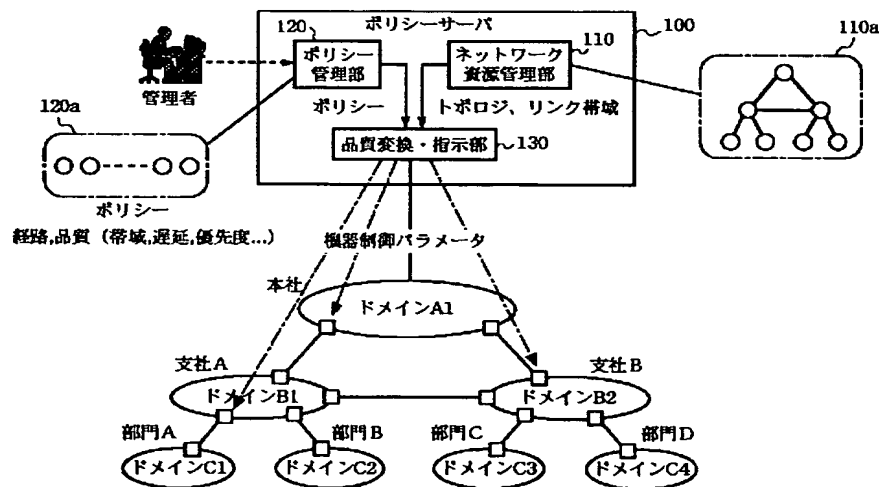 ポリシーサーバ
100
120
ポリシー
管理部
110
ネットワーク
資源管理部
110a
管理者
120a
ポリシー
トポロジ、リンク帯域
品質変換・指示部
130
ポリシー
経路,品質（帯域,遅延,優先度...）
機器制御パラメータ
本社
ドメインA1
支社A
支社B
ドメインB1
ドメインB2
部門A
部門B
部門C
部門D
ドメインC1
ドメインC2
ドメインC3
ドメインC4